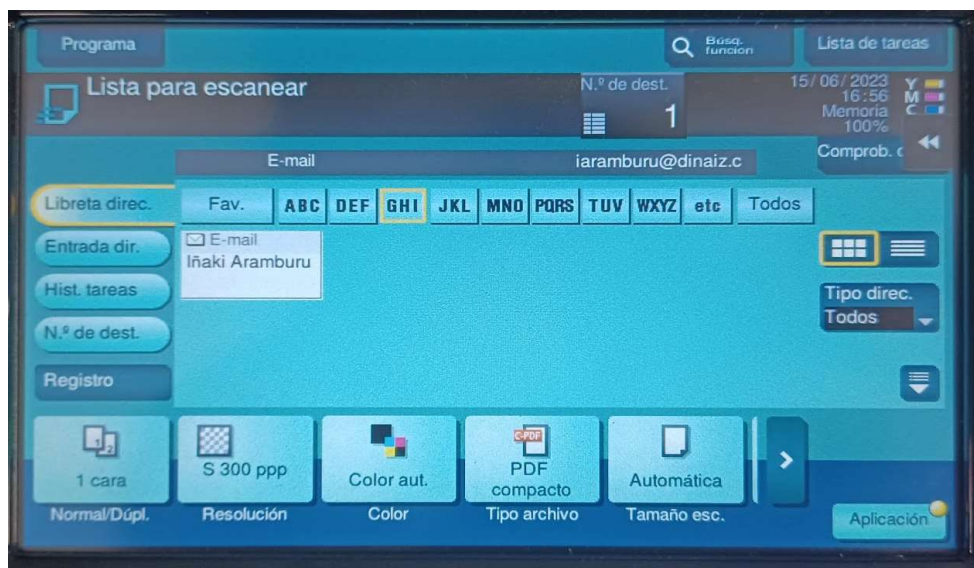 Programa
Búsq. función
Lista de tareas
Lista para escanear
N.º de dest.
1
15/06/2023
16:56
Memoria
100%
Y
M
C
Comprob.
E-mail
iaramburu@dinaiz.c
Libreta direc.
Fav.
ABC
DEF
GHI
JKL
MNO
PQRS
TUV
WXYZ
etc
Todos
Entrada dir.
E-mail
Iñaki Aramburu
Hist. tareas
Tipo direc.
Todos
N.º de dest.
Registro
1 2
C-PDF
1 cara
S 300 ppp
Color aut.
PDF
compacto
Automática
Normal/Dúpl.
Resolución
Color
Tipo archivo
Tamaño esc.
Aplicación